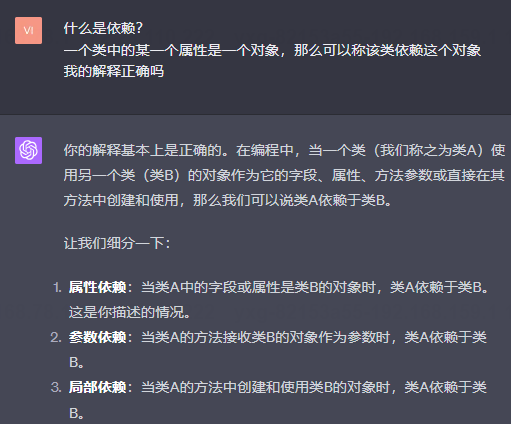 VI
什么是依赖？
一个类中的某一个属性是一个对象，那么可以称该类依赖这个对象
我的解释正确吗
你的解释基本上是正确的。在编程中，当一个类（我们称之为类A）使
用另一个类（类B）的对象作为它的字段、属性、方法参数或直接在其
方法中创建和使用，那么我们可以说类A依赖于类B。
让我们细分一下：
1. 属性依赖：当类A中的字段或属性是类B的对象时，类A依赖于类B。
这是你描述的情况。
2. 参数依赖：当类A的方法接收类B的对象作为参数时，类A依赖于类
B。
3. 局部依赖：当类A的方法中创建和使用类B的对象时，类A依赖于类
B。